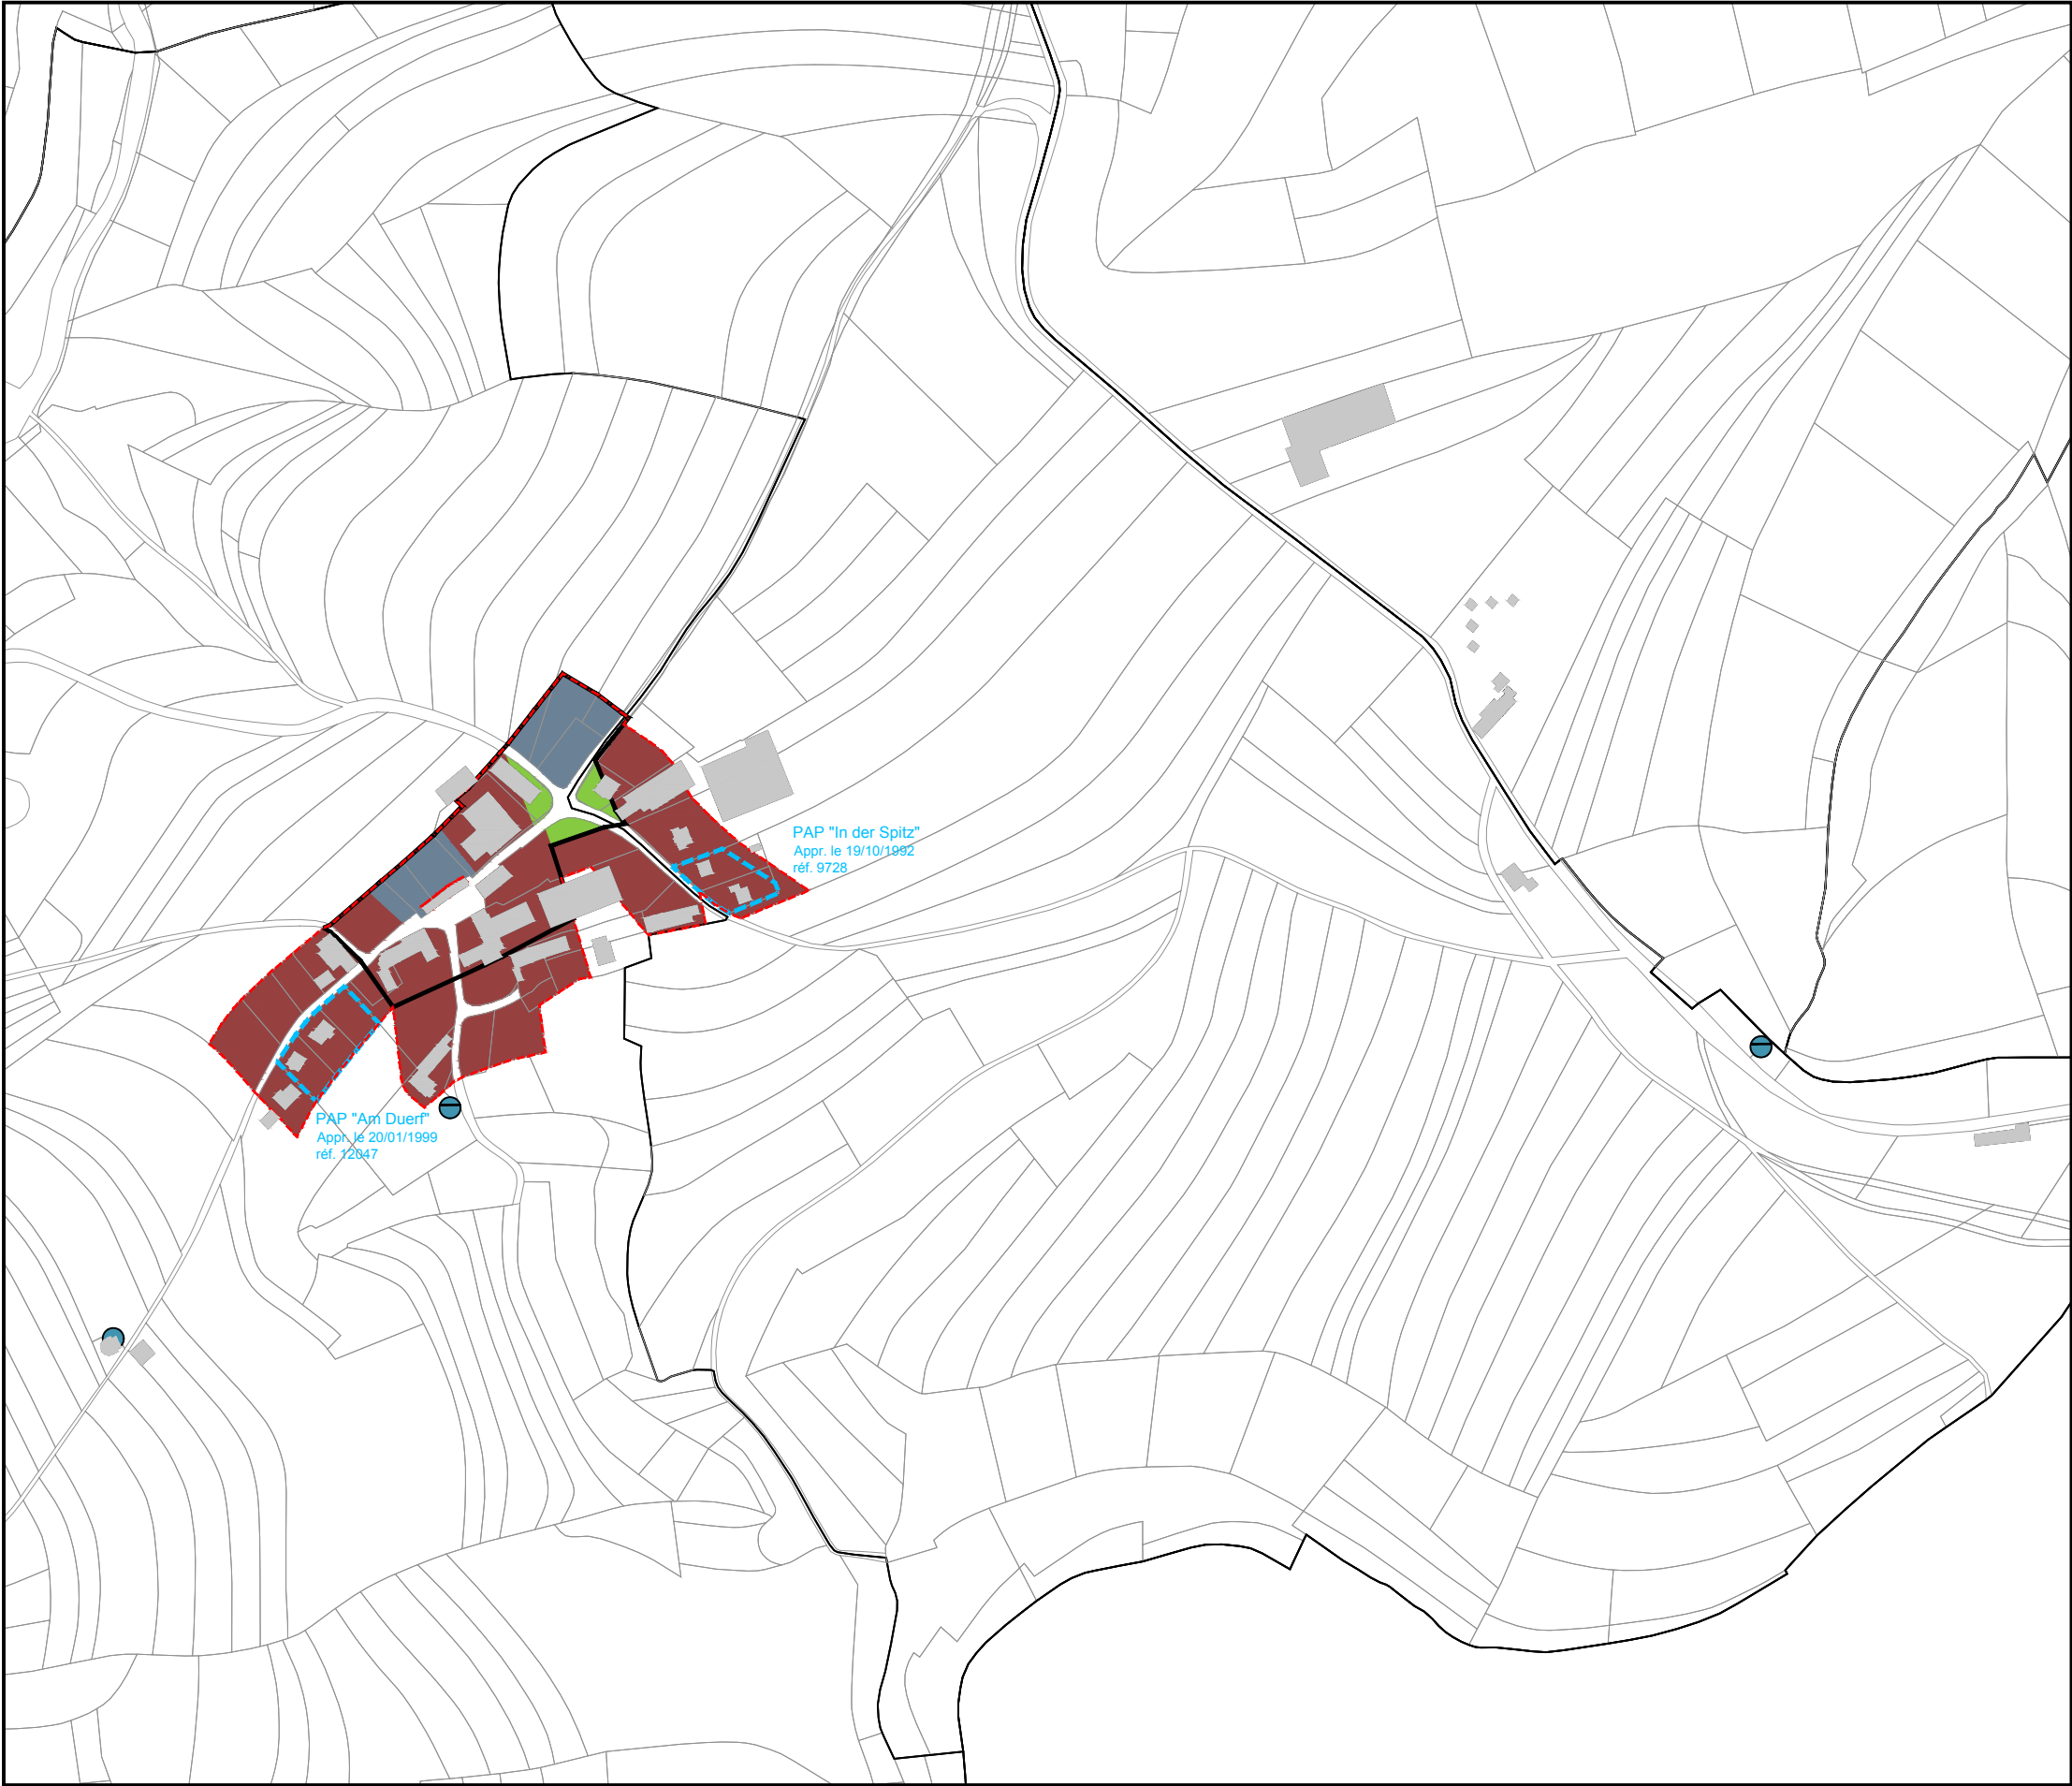 PAP "In der Spitz"
Appr. le 19/10/1992
réf. 9728
PAP "Am Duerf"
Appr. le 20/01/1999
réf. 12047